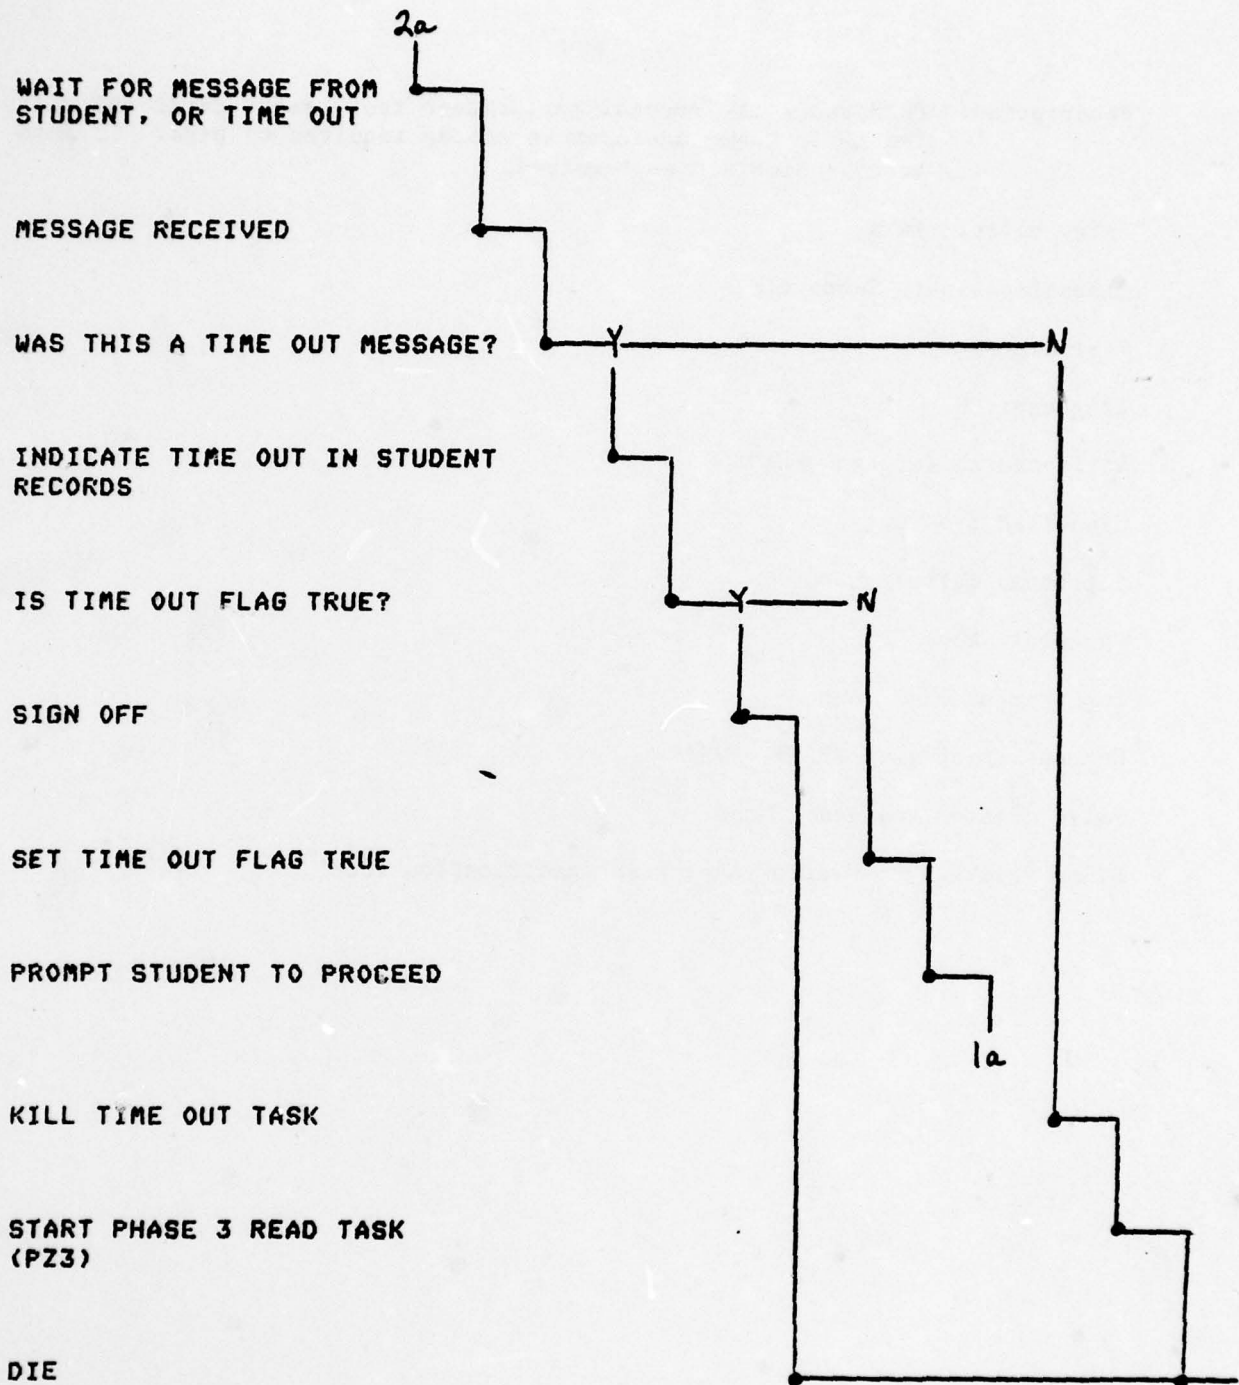 2a
WAIT FOR MESSAGE FROM
STUDENT, OR TIME OUT
MESSAGE RECEIVED
WAS THIS A TIME OUT MESSAGE? Y N
INDICATE TIME OUT IN STUDENT
RECORDS
IS TIME OUT FLAG TRUE? Y N
SIGN OFF
SET TIME OUT FLAG TRUE
PROMPT STUDENT TO PROCEED
1a
KILL TIME OUT TASK
START PHASE 3 READ TASK
(PZ3)
DIE